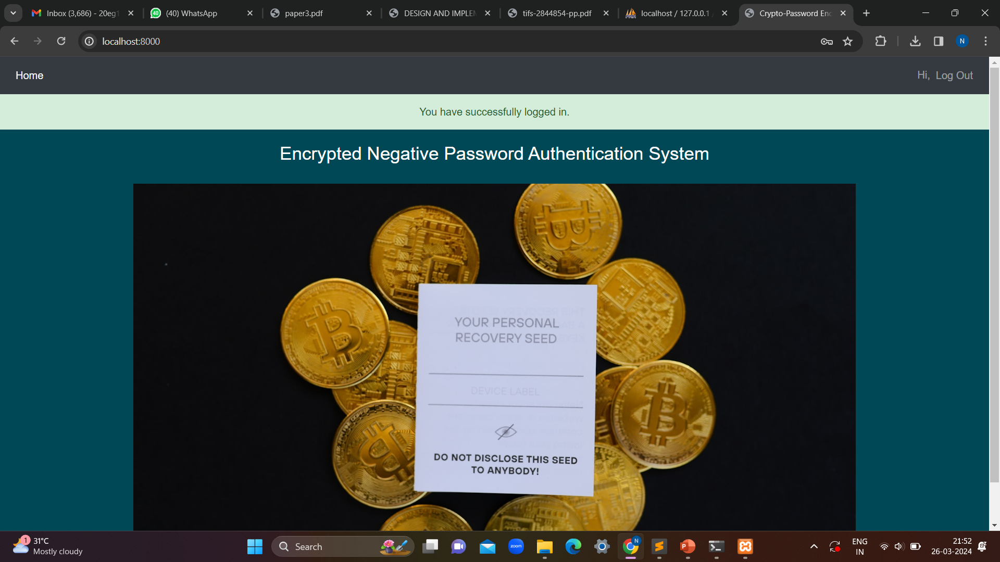 Inbox (3,686) - 20eg1
(40) WhatsApp
paper3.pdf
DESIGN AND IMPLEM
tifs-2844854-pp.pdf
localhost / 127.0.0.1
Crypto-Password Enc
localhost:8000
N
Home
Hi, Log Out
You have successfully logged in.
Encrypted Negative Password Authentication System
YOUR PERSONAL
RECOVERY SEED
DEVICE LABEL
DO NOT DISCLOSE THIS SEED
TO ANYBODY!
1
31°C
Mostly cloudy
Search
zoom
N
ENG
IN
21:52
26-03-2024